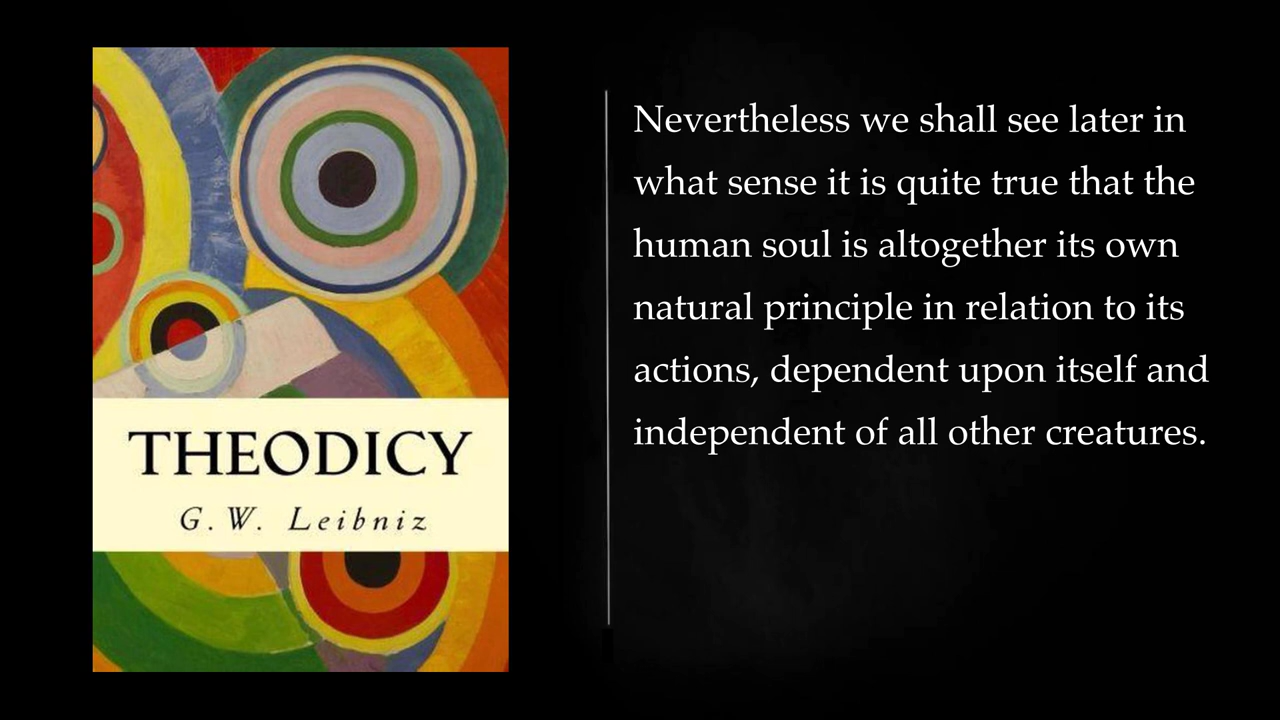 THEODICY
G. W. Leibniz
Nevertheless we shall see later in
what sense it is quite true that the
human soul is altogether its own
natural principle in relation to its
actions, dependent upon itself and
independent of all other creatures.